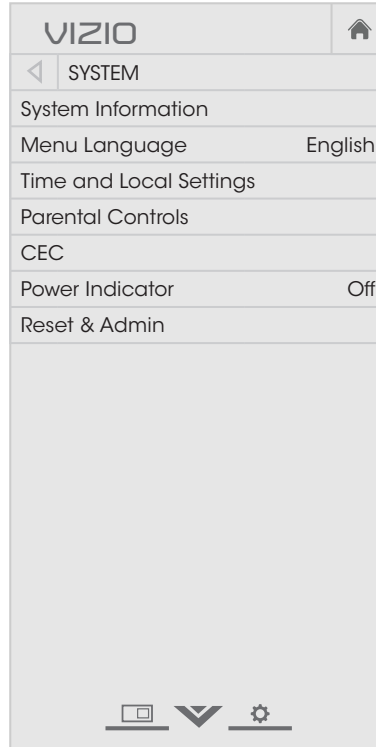 VIZIO
SYSTEM
System Information
Menu Language English
Time and Local Settings
Parental Controls
CEC
Power Indicator Off
Reset & Admin